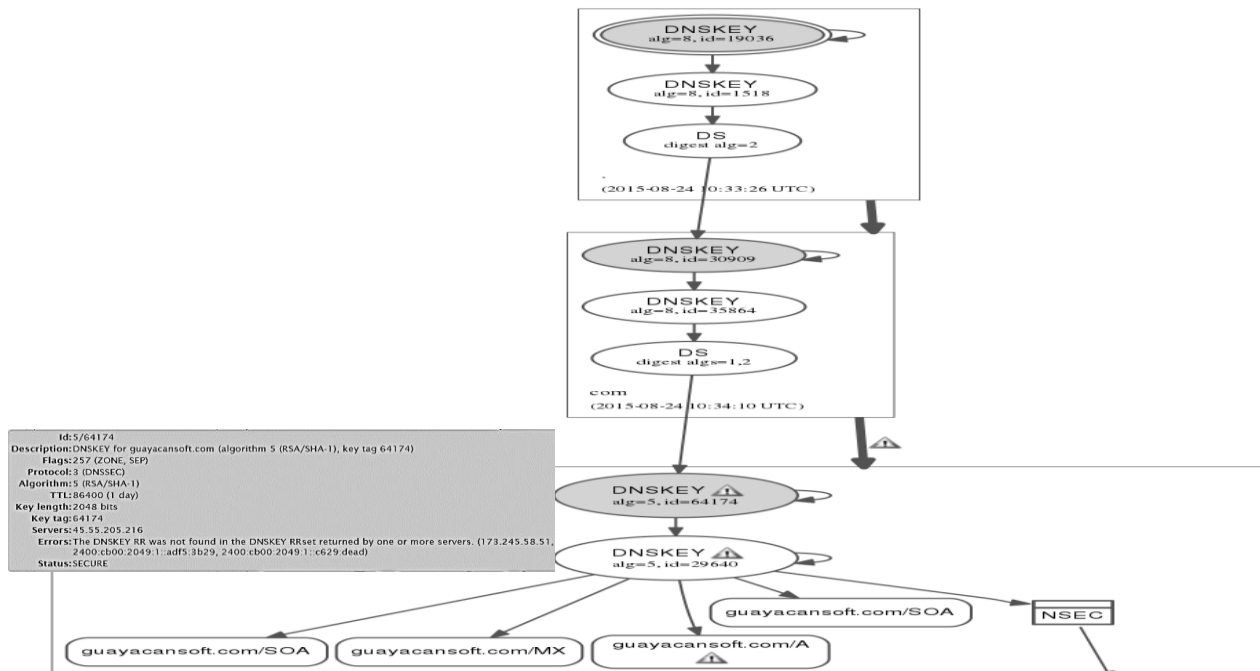 DNSKEY
alg=8, id=19036
DNSKEY
alg=8, id=1518
DS
digest alg=2
.
(2015-08-24 10:33:26 UTC)
DNSKEY
alg=8, id=30909
DNSKEY
alg=8, id=35864
DS
digest algs=1,2
com
(2015-08-24 10:34:10 UTC)
Id:5/64174
Description:DNSKEY for guayacansoft.com (algorithm 5 (RSA/SHA-1), key tag 64174)
Flags:257 (ZONE, SEP)
Protocol:3 (DNSSEC)
Algorithm:5 (RSA/SHA-1)
TTL:86400 (1 day)
Key length:2048 bits
Key tag:64174
Servers:45.55.205.216
Errors:The DNSKEY RR was not found in the DNSKEY RRset returned by one or more servers. (173.245.58.51,
2400:cb00:2049:1::adf5:3b29, 2400:cb00:2049:1::c629:dead)
Status:SECURE
DNSKEY
alg=5, id=64174
DNSKEY
alg=5, id=29640
guayacansoft.com/SOA
NSEC
guayacansoft.com/SOA
guayacansoft.com/MX
guayacansoft.com/A